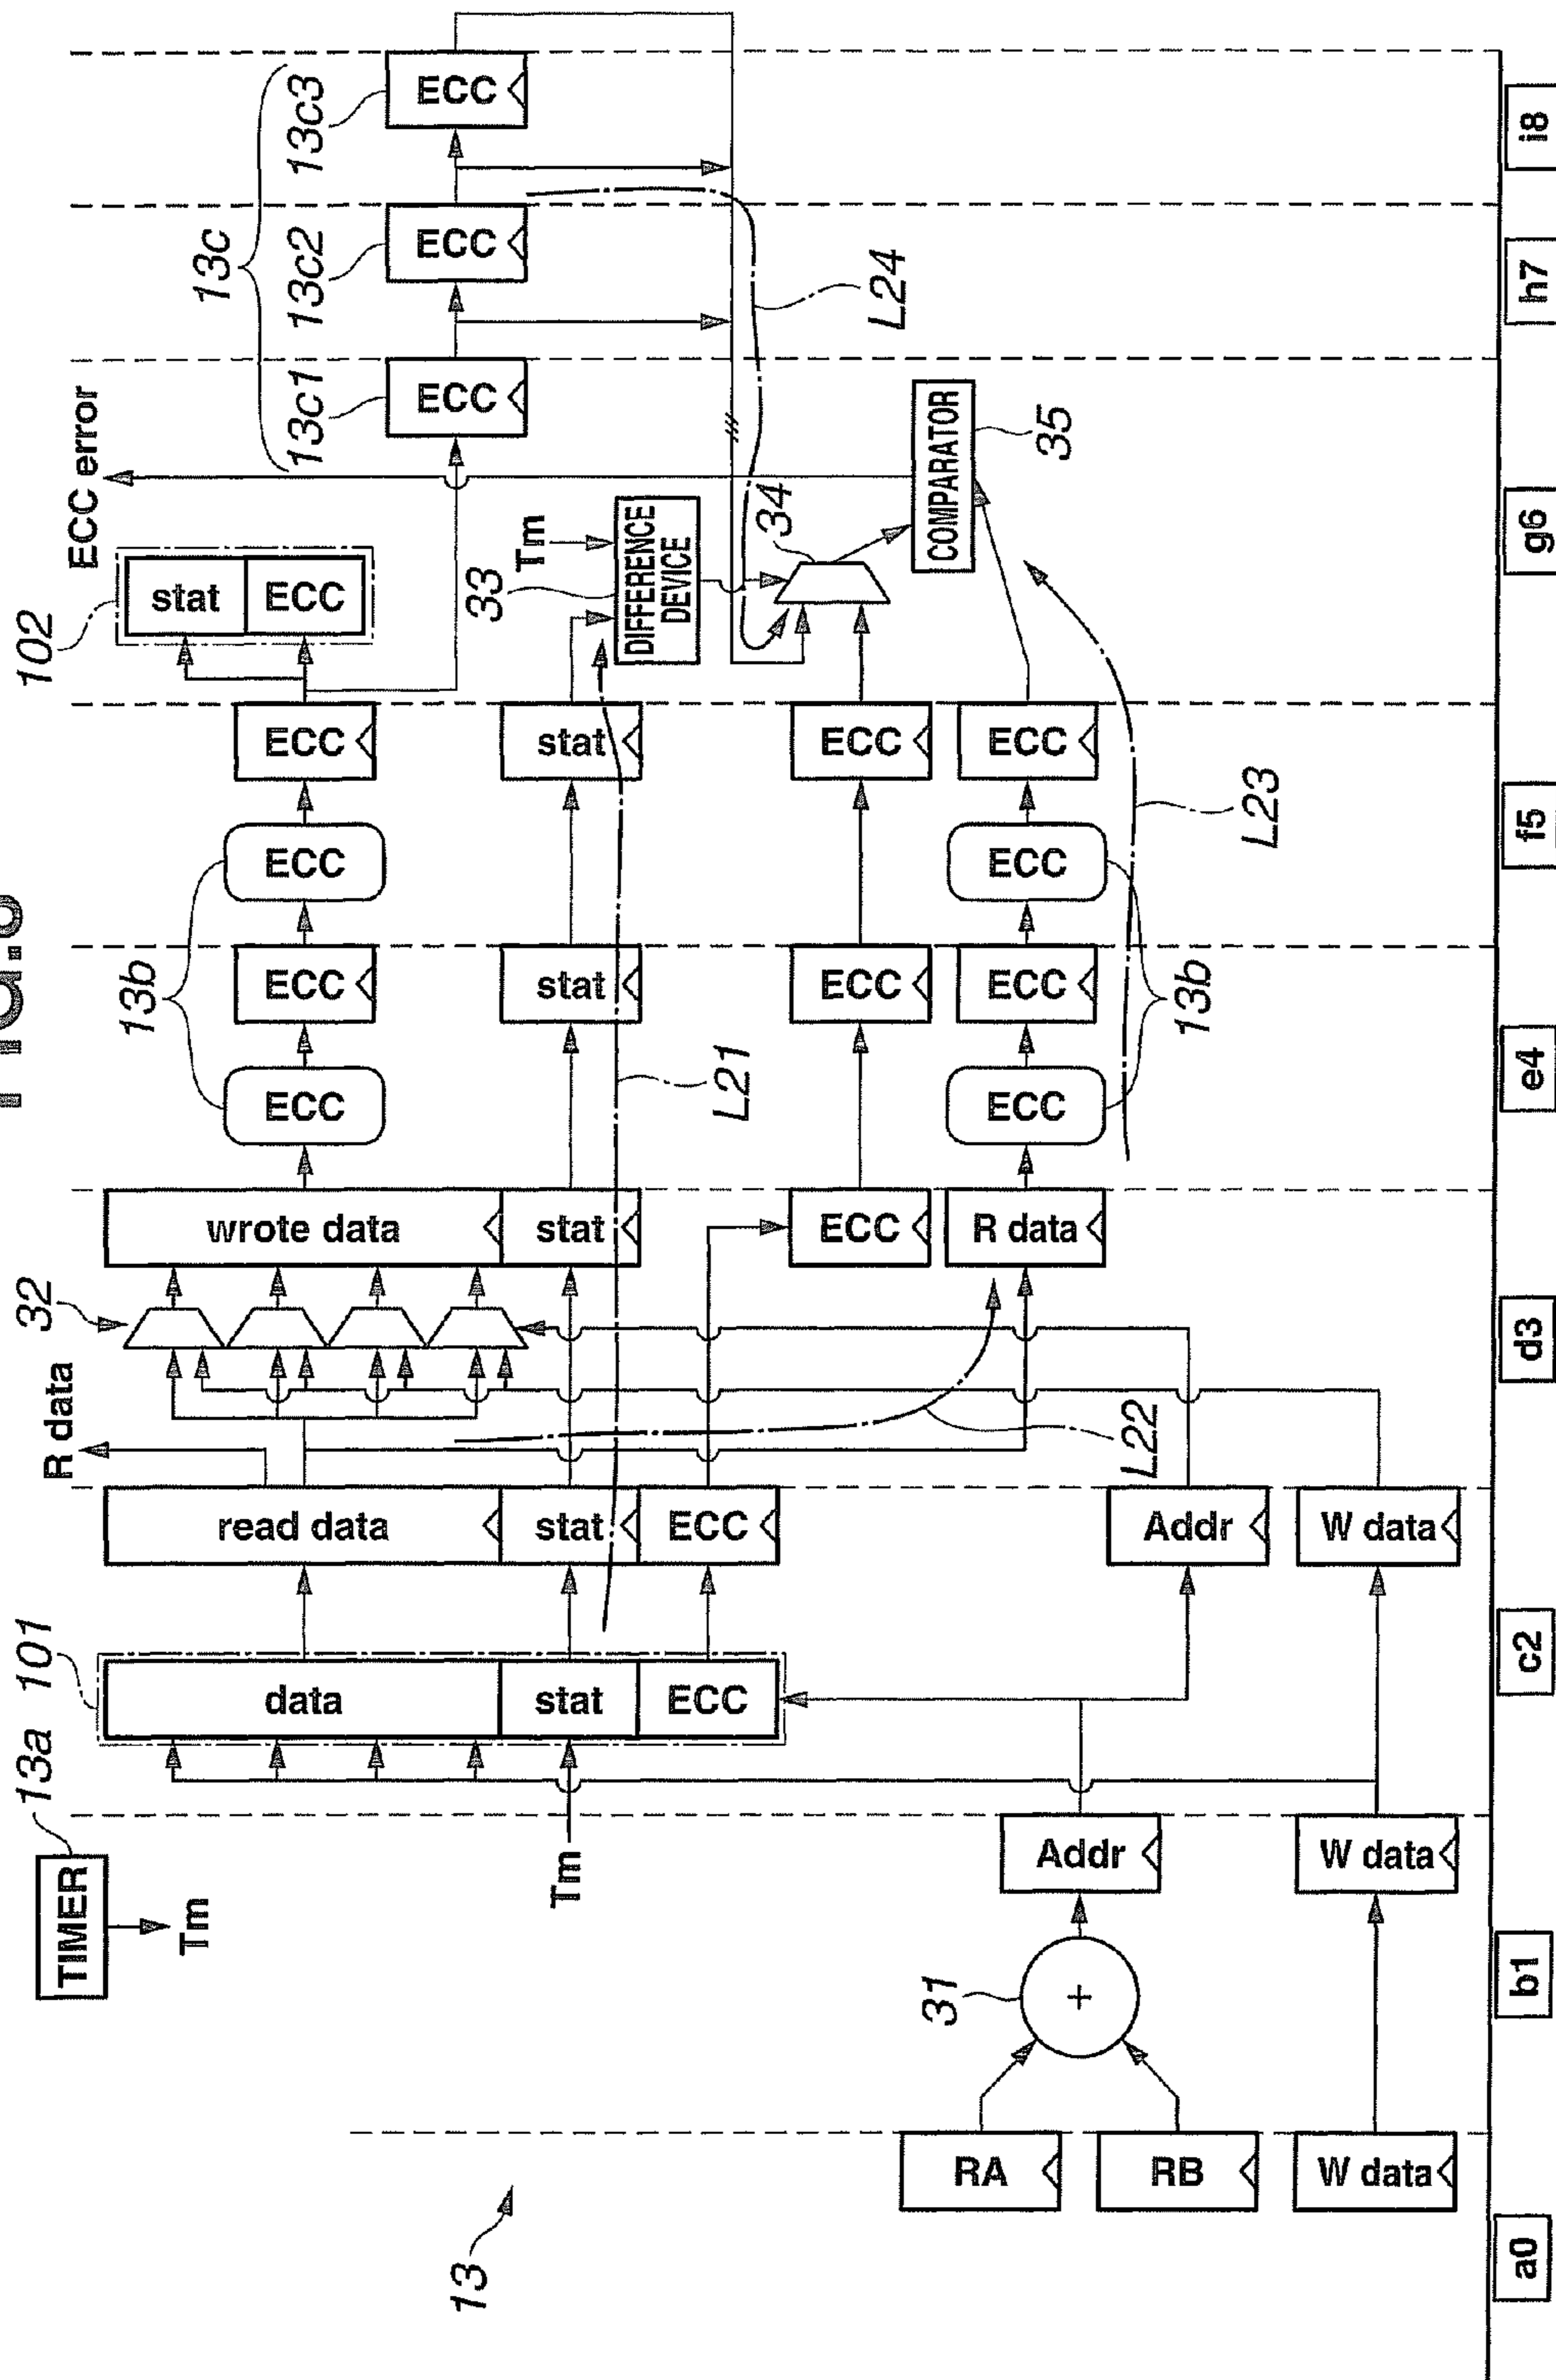 ECC error
13c
13c1
13c2
13c3
ECC
ECC
ECC
102
stat
ECC
33
Tm
DIFFERENCE
DEVICE
34
L24
COMPARATOR
35
13b
ECC
ECC
ECC
ECC
stat
stat
ECC
ECC
ECC
ECC
ECC
ECC
13b
L21
L23
32
R data
wrote data
stat
ECC
R data
L22
read data
stat
ECC
Addr
W data
101
data
stat
ECC
13a
TIMER
Tm
Tm
Addr
W data
31
+
RA
RB
W data
13
a0
b1
c2
d3
e4
f5
g6
h7
i8